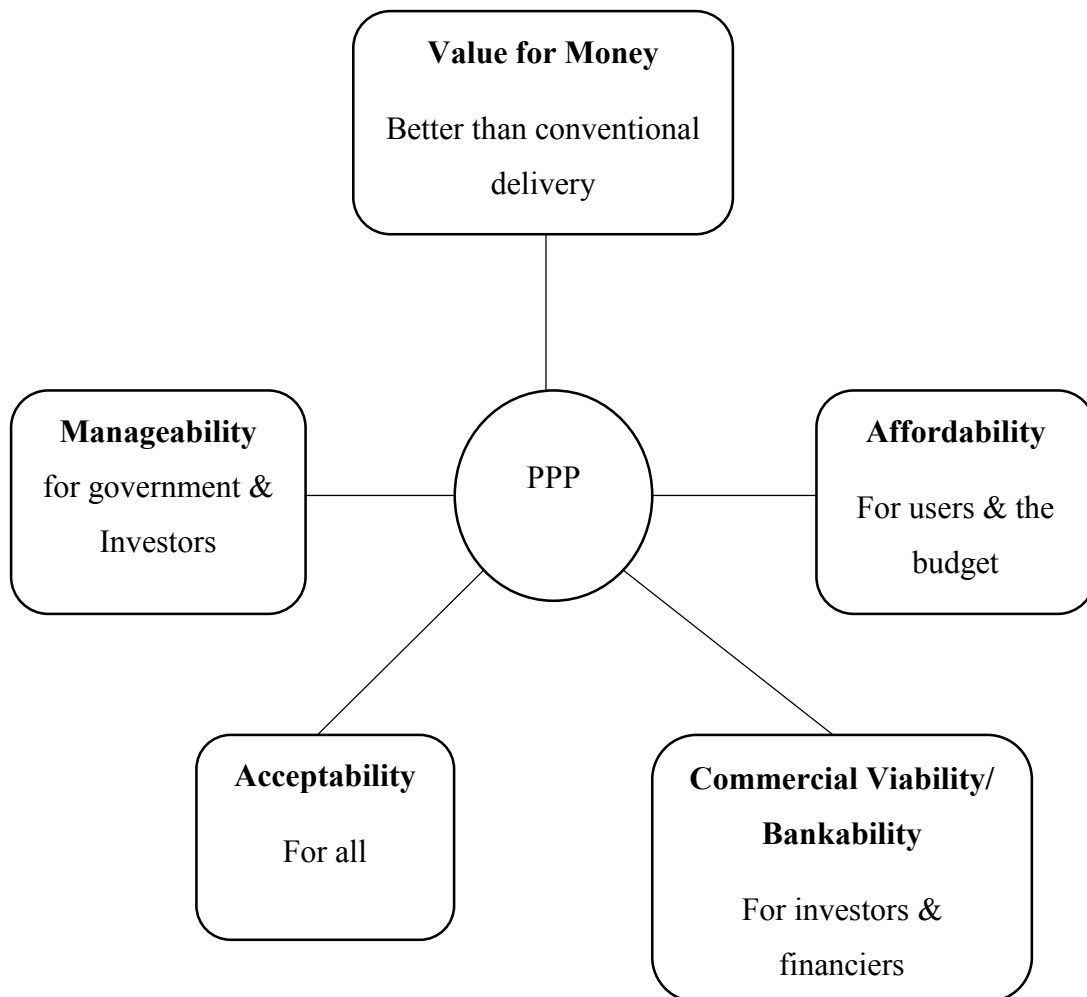 Value for Money
Better than conventional
delivery
Manageability
for government &
Investors
PPP
Affordability
For users & the
budget
Acceptability
For all
Commercial Viability/
Bankability
For investors &
financiers